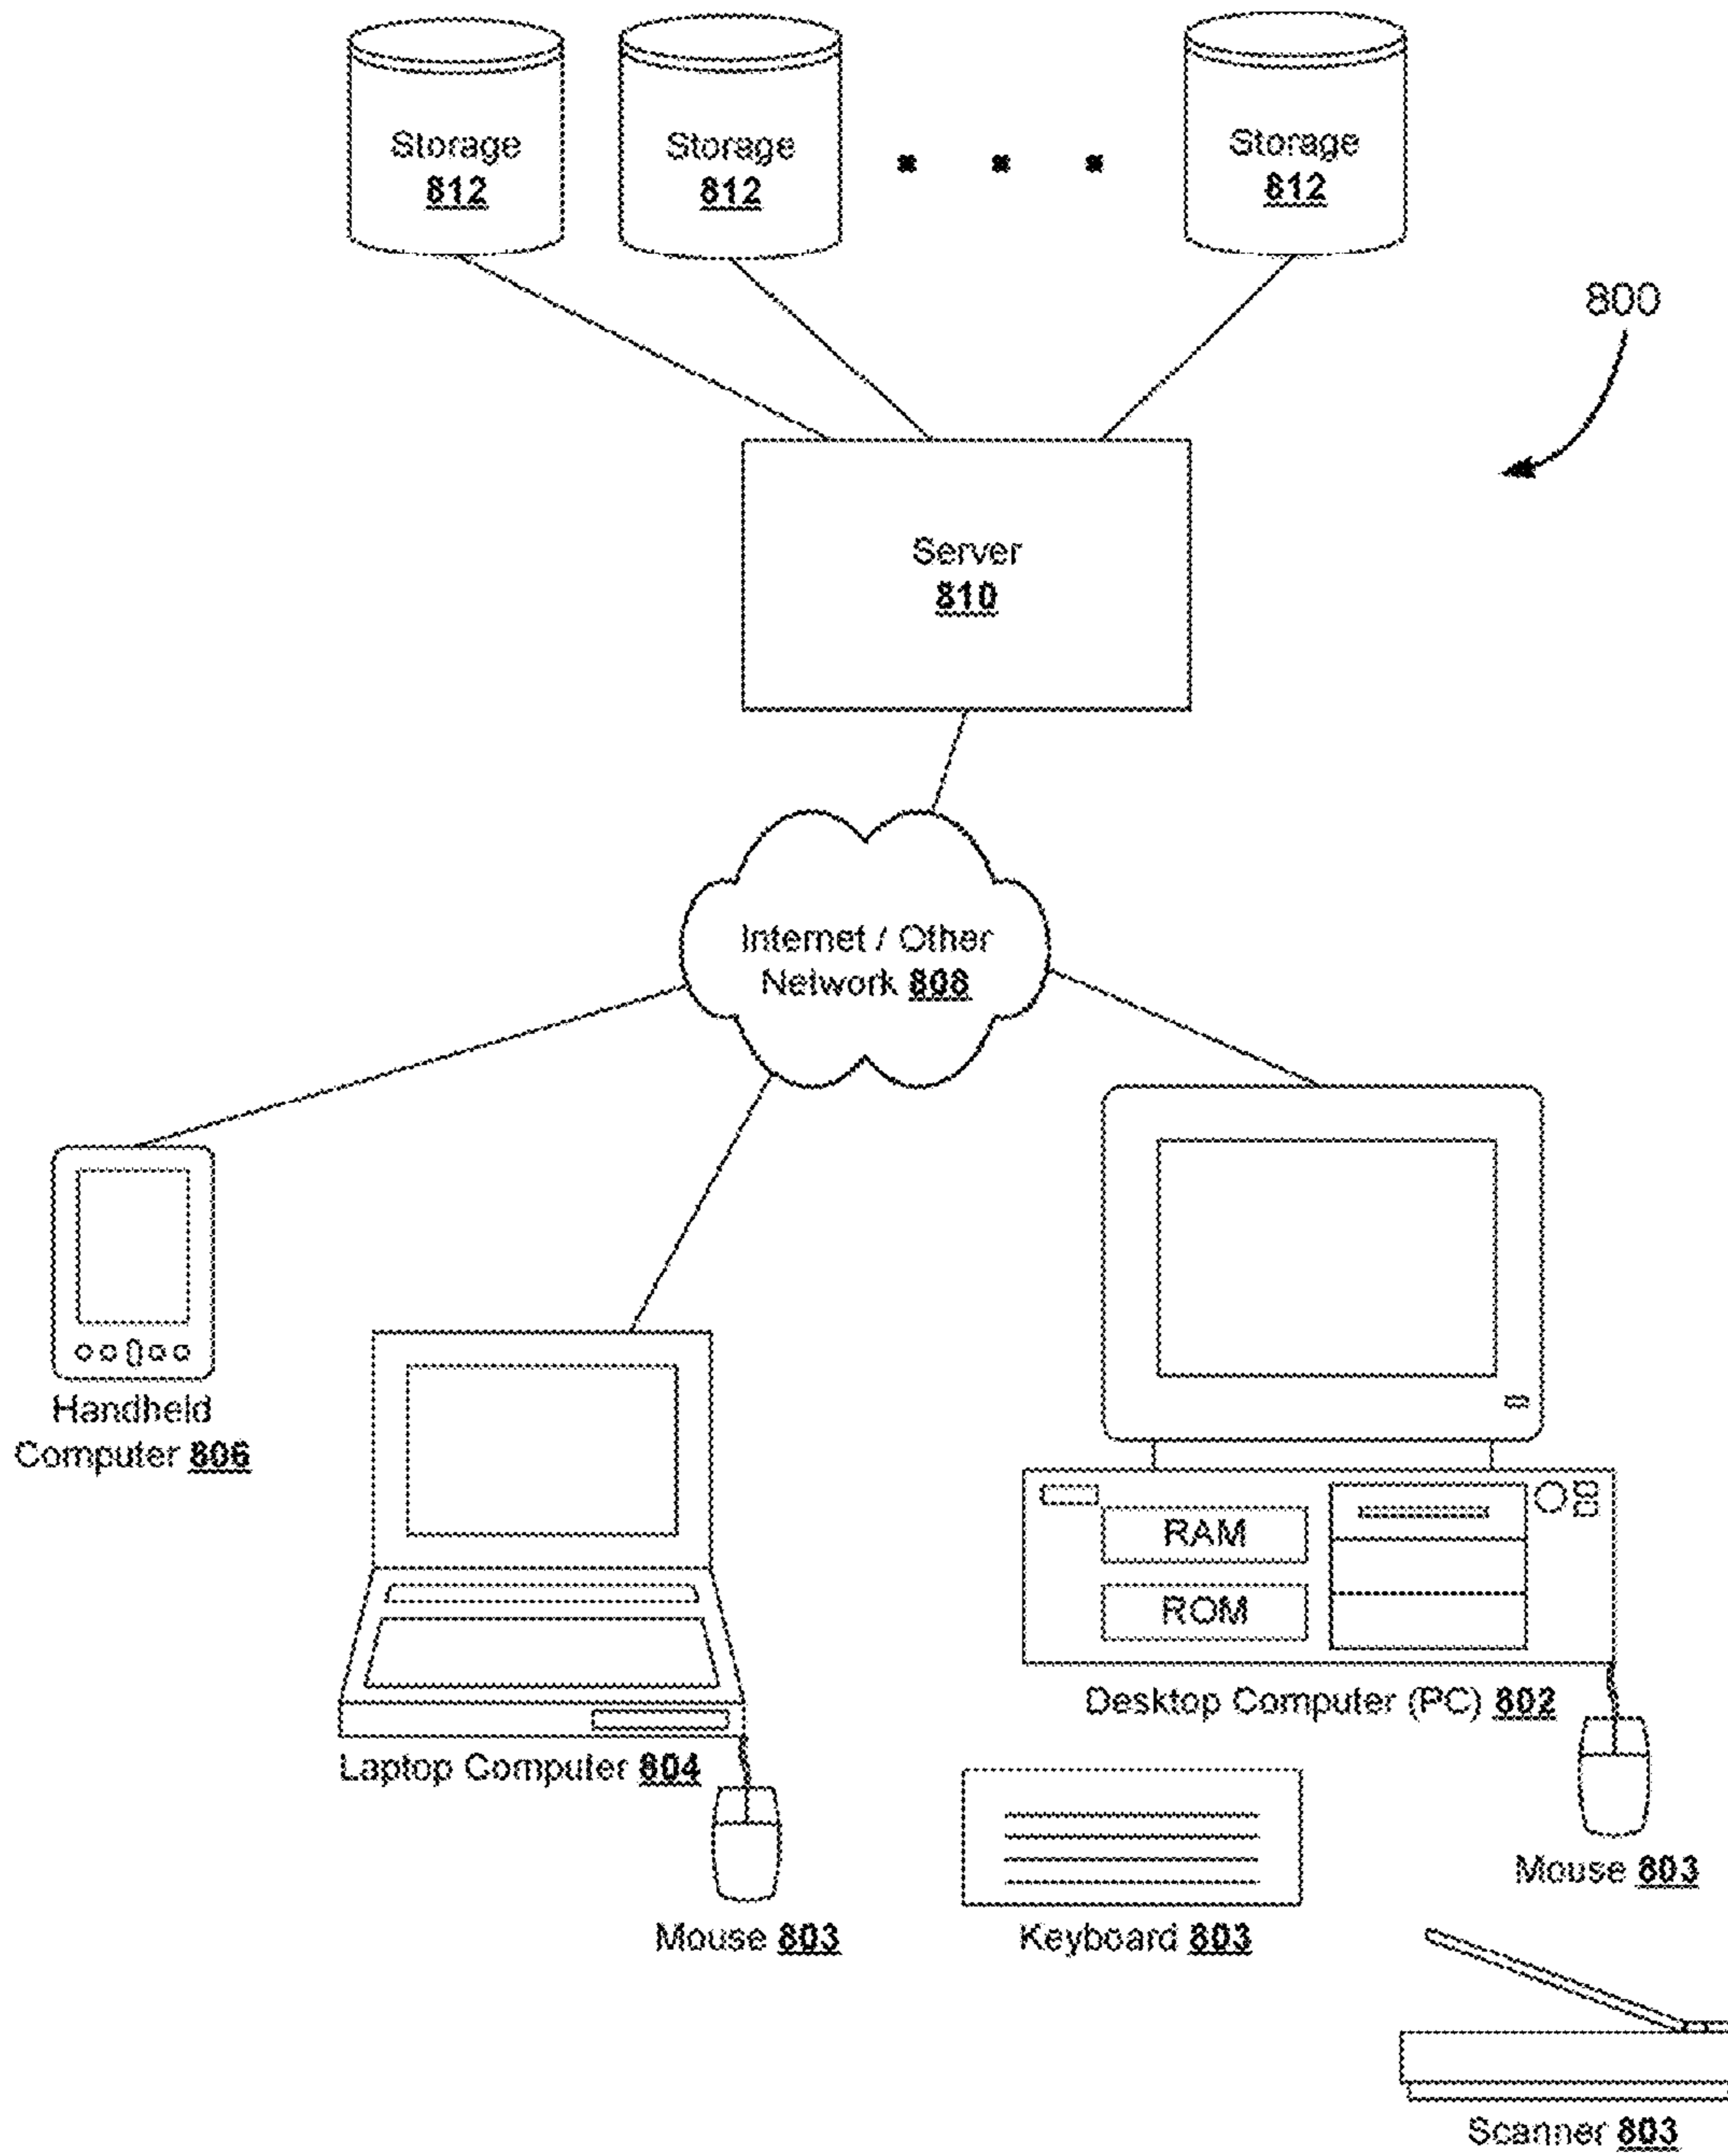 Storage
812
Storage
812
Storage
812
800
Server
810
Internet / Other
Network 808
Handheld
Computer 806
RAM
ROM
Desktop Computer (PC) 802
Laptop Computer 804
Mouse 803
Mouse 803
Keyboard 803
Scanner 803